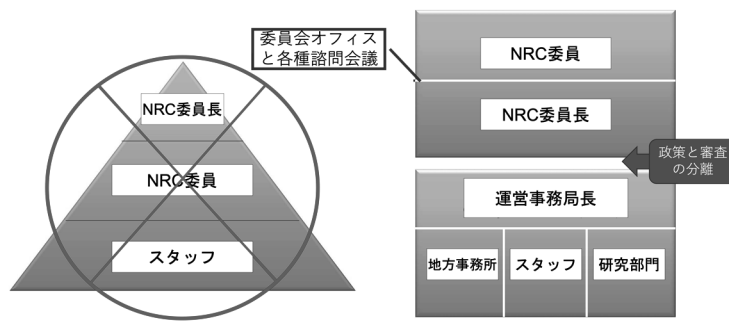 NRC委員長
NRC委員
スタッフ
委員会オフィス
と各種諮問会議
NRC委員
NRC委員長
政策と審査
の分離
運営事務局長
地方事務所
スタッフ
研究部門